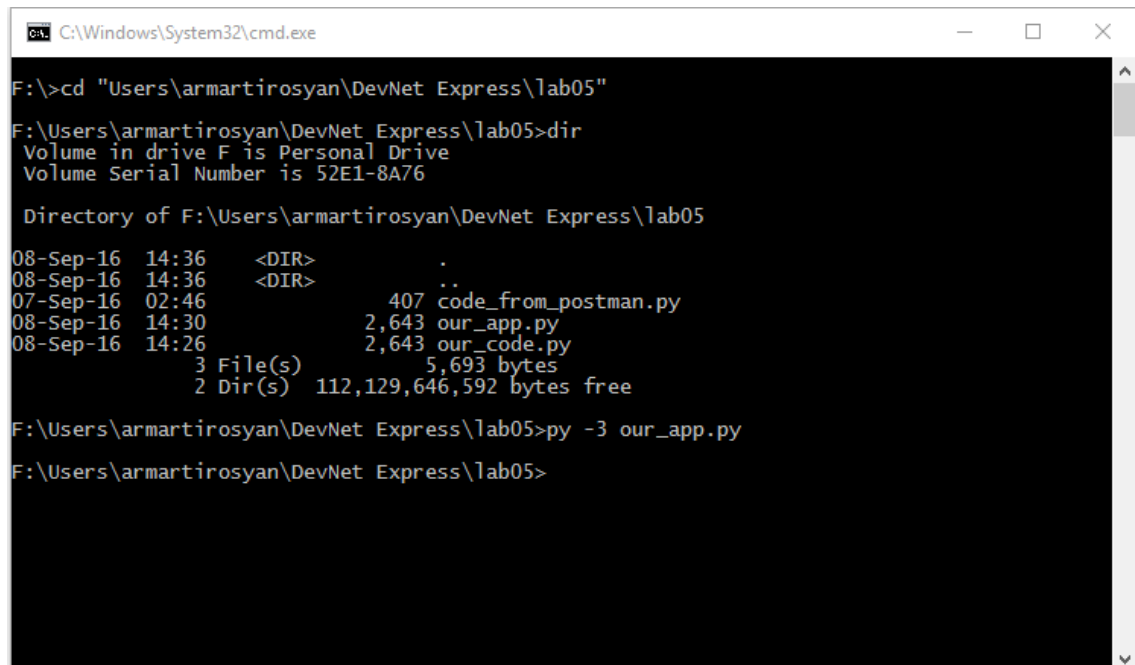 C:\Windows\System32\cmd.exe
F:\>cd "Users\armartirosyan\DevNet Express\lab05"
F:\Users\armartirosyan\DevNet Express\lab05>dir
Volume in drive F is Personal Drive
Volume Serial Number is 52E1-8A76
Directory of F:\Users\armartirosyan\DevNet Express\lab05
08-Sep-16  14:36    <DIR>          .
08-Sep-16  14:36    <DIR>          ..
07-Sep-16  02:46               407 code_from_postman.py
08-Sep-16  14:30             2,643 our_app.py
08-Sep-16  14:26             2,643 our_code.py
3 File(s)          5,693 bytes
2 Dir(s)  112,129,646,592 bytes free
F:\Users\armartirosyan\DevNet Express\lab05>py -3 our_app.py
F:\Users\armartirosyan\DevNet Express\lab05>